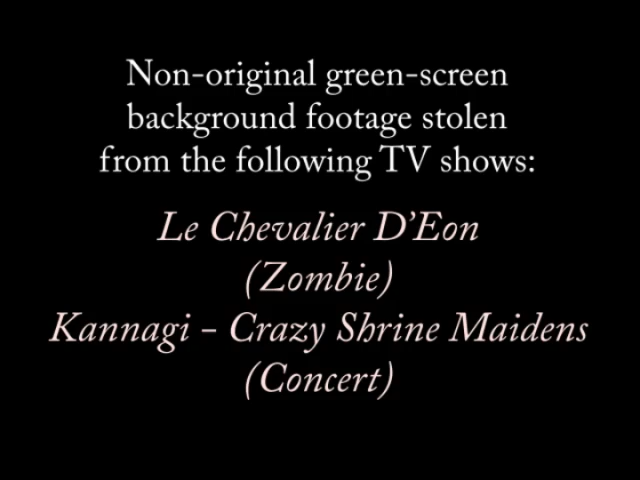 Non-original green-screen
background footage stolen
from the following TV shows:
Le Chevalier D’Eon
(Zombie)
Kannagi – Crazy Shrine Maidens
(Concert)